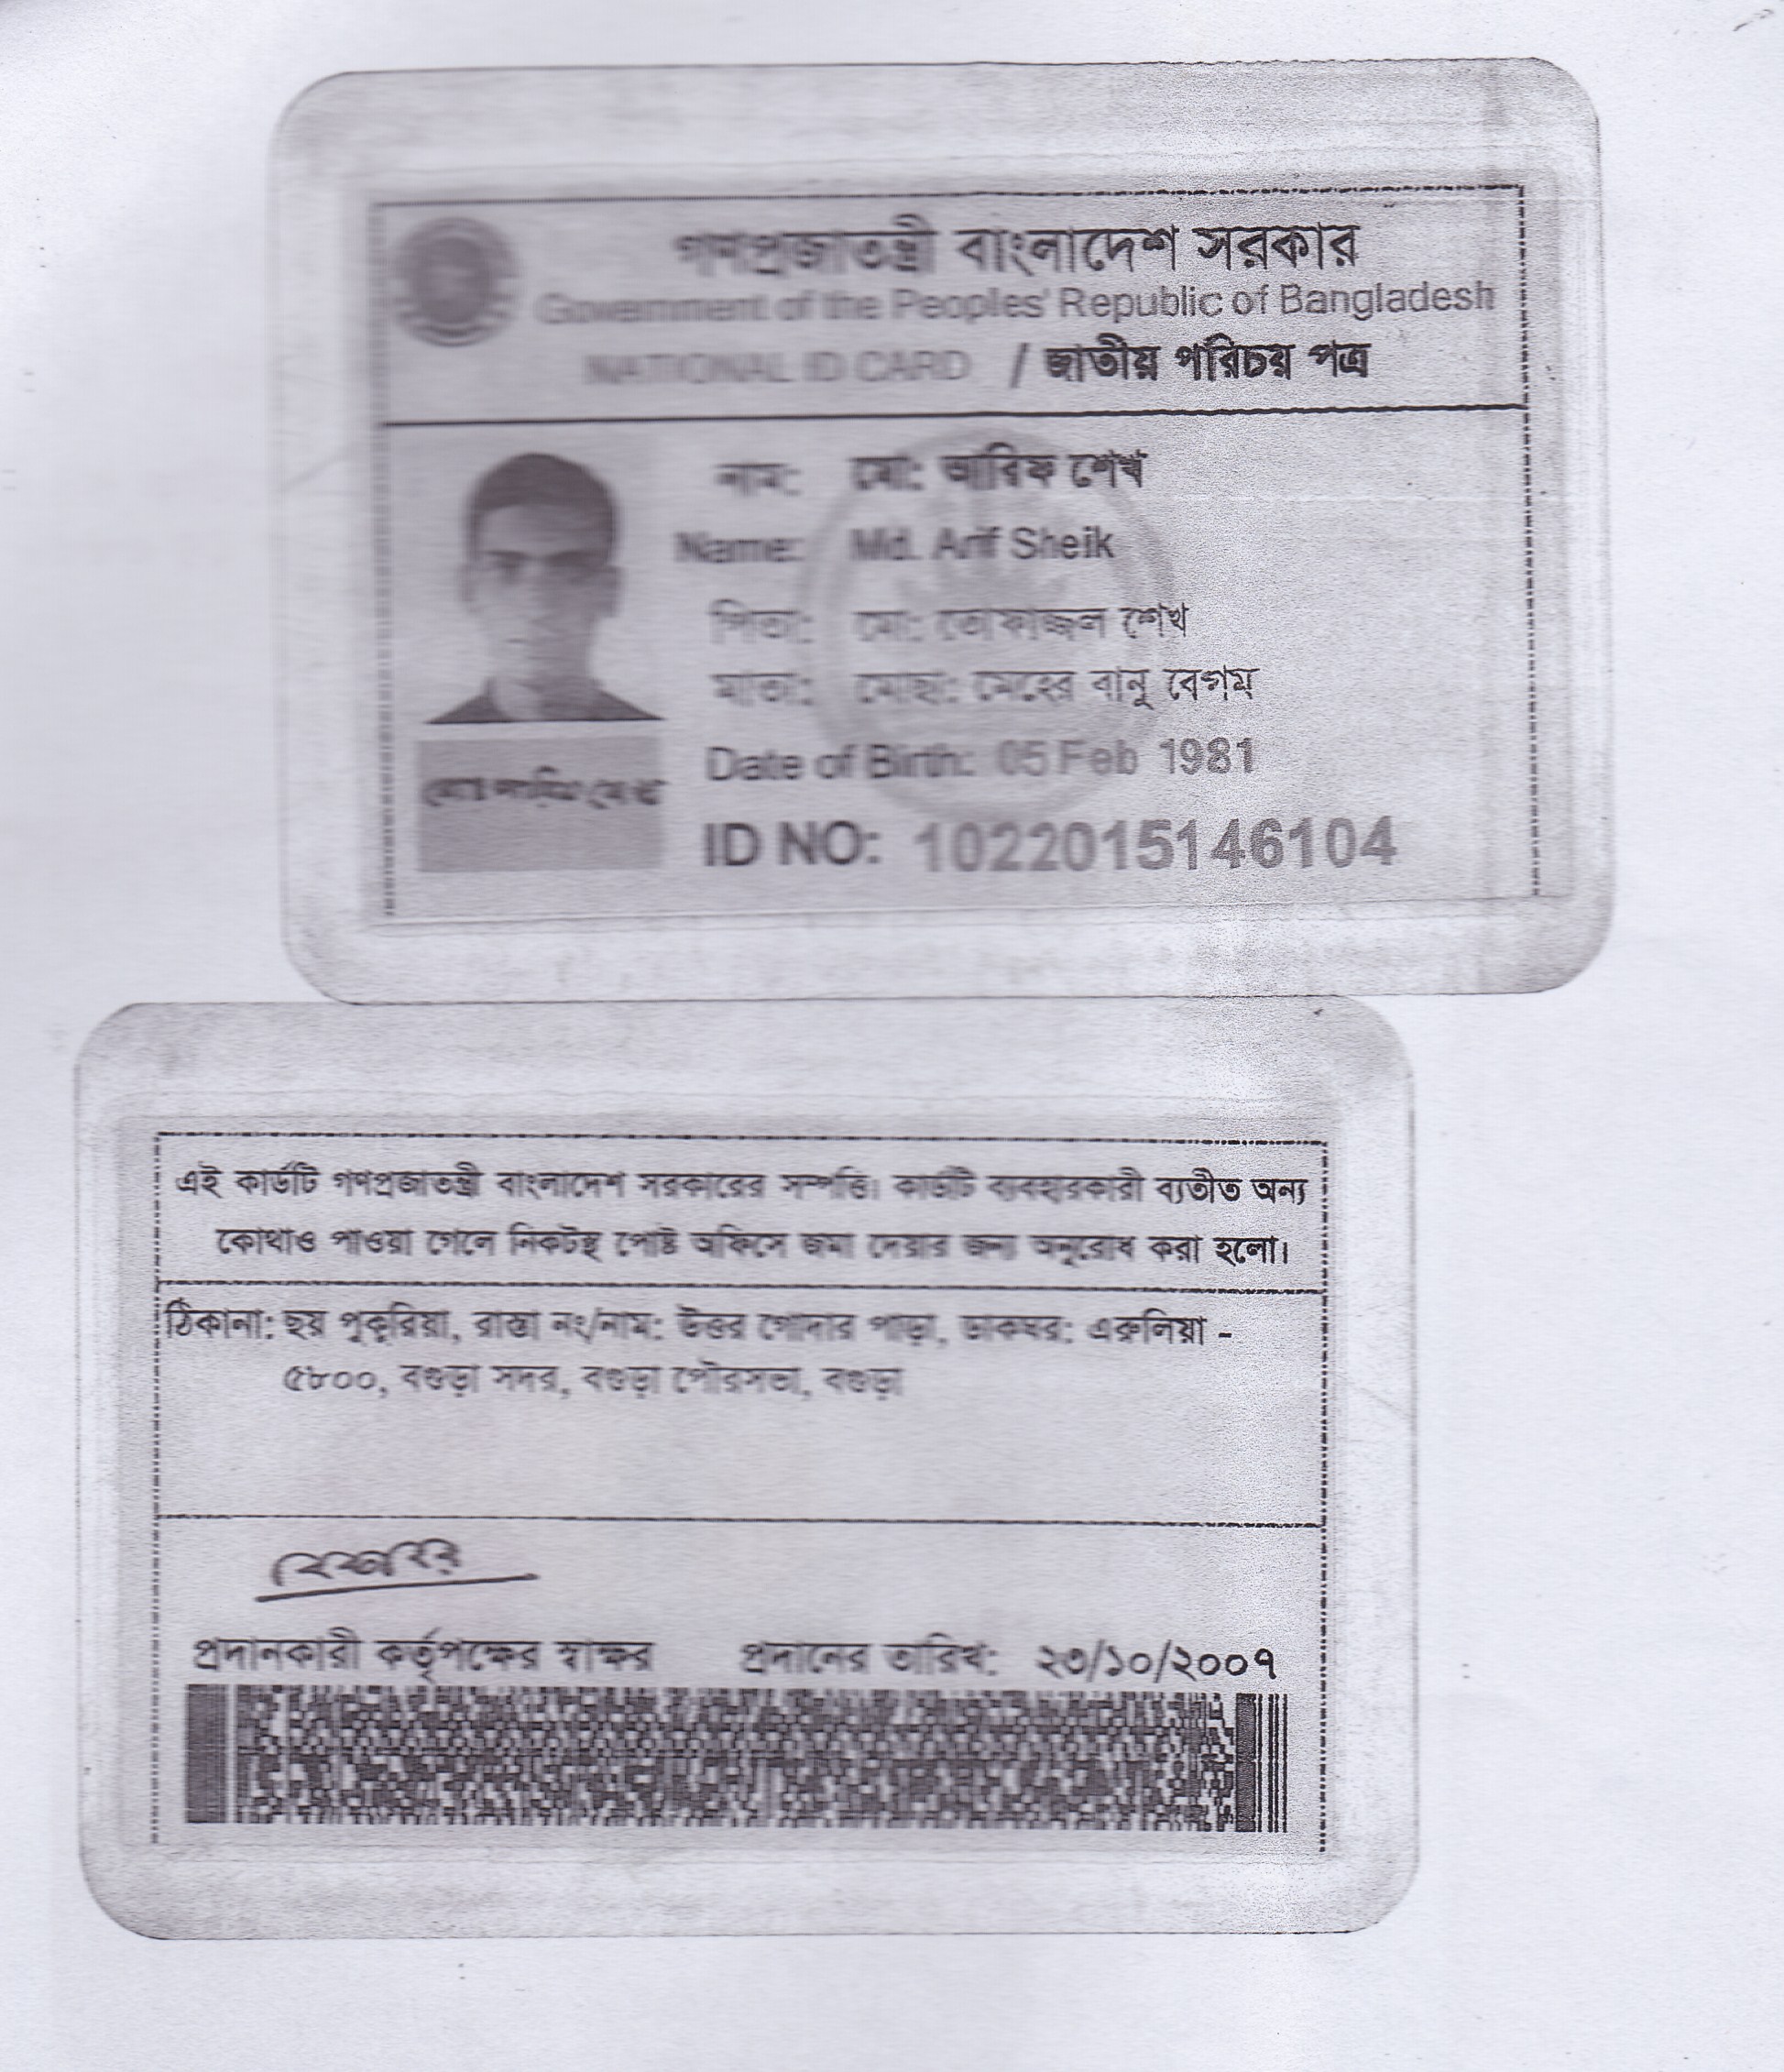 গণপ্রজাতন্ত্রী বাংলাদেশ সরকার
Government of the Peoples' Republic of Bangladesh
NATIONAL ID CARD / জাতীয় পরিচয় পত্র
নাম: মো: আরিফ শেখ
Name: Md. Arif Sheik
পিতা: মো: তোফাজ্জল শেখ
মাতা: মোছা: মেহের বানু বেগম
Date of Birth: 05 Feb 1981
মোঃ আরিফ শেখ
ID NO: 1022015146104
এই কার্ডটি গণপ্রজাতন্ত্রী বাংলাদেশ সরকারের সম্পত্তি। কার্ডটি ব্যবহারকারী ব্যতীত অন্য
কোথাও পাওয়া গেলে নিকটস্থ পোষ্ট অফিসে জমা দেয়ার জন্য অনুরোধ করা হলো।
ঠিকানা: ছয় পুকুরিয়া, রাস্তা নং/নাম: উত্তর গোদার পাড়া, ডাকঘর: এরুলিয়া -
৫৮০০, বগুড়া সদর, বগুড়া পৌরসভা, বগুড়া
প্রদানকারী কর্তৃপক্ষের স্বাক্ষর প্রদানের তারিখ: ২৩/১০/২০০৭